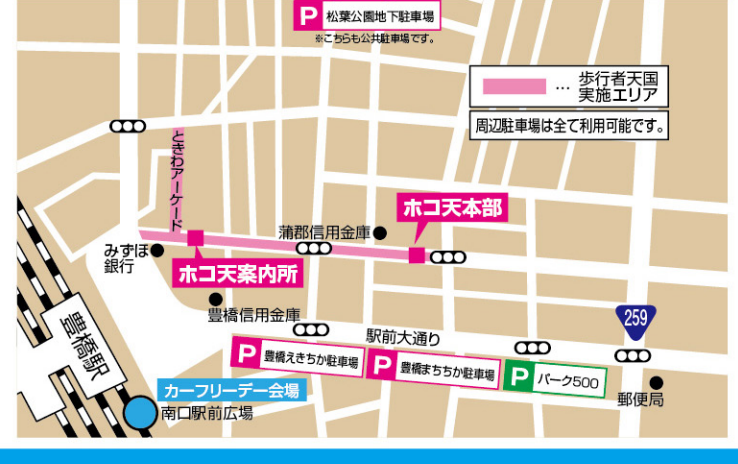 P 松葉公園地下駐車場
※こちらも公共駐車場です。
… 歩行者天国
実施エリア
周辺駐車場は全て利用可能です。
ときわアーケード
ホコ天本部
蒲郡信用金庫
みずほ
銀行
ホコ天案内所
豊橋信用金庫
259
駅前大通り
豊橋駅
P 豊橋えきちか駐車場
P 豊橋まちちか駐車場
P パーク500
郵便局
カーフリーデー会場
南口駅前広場